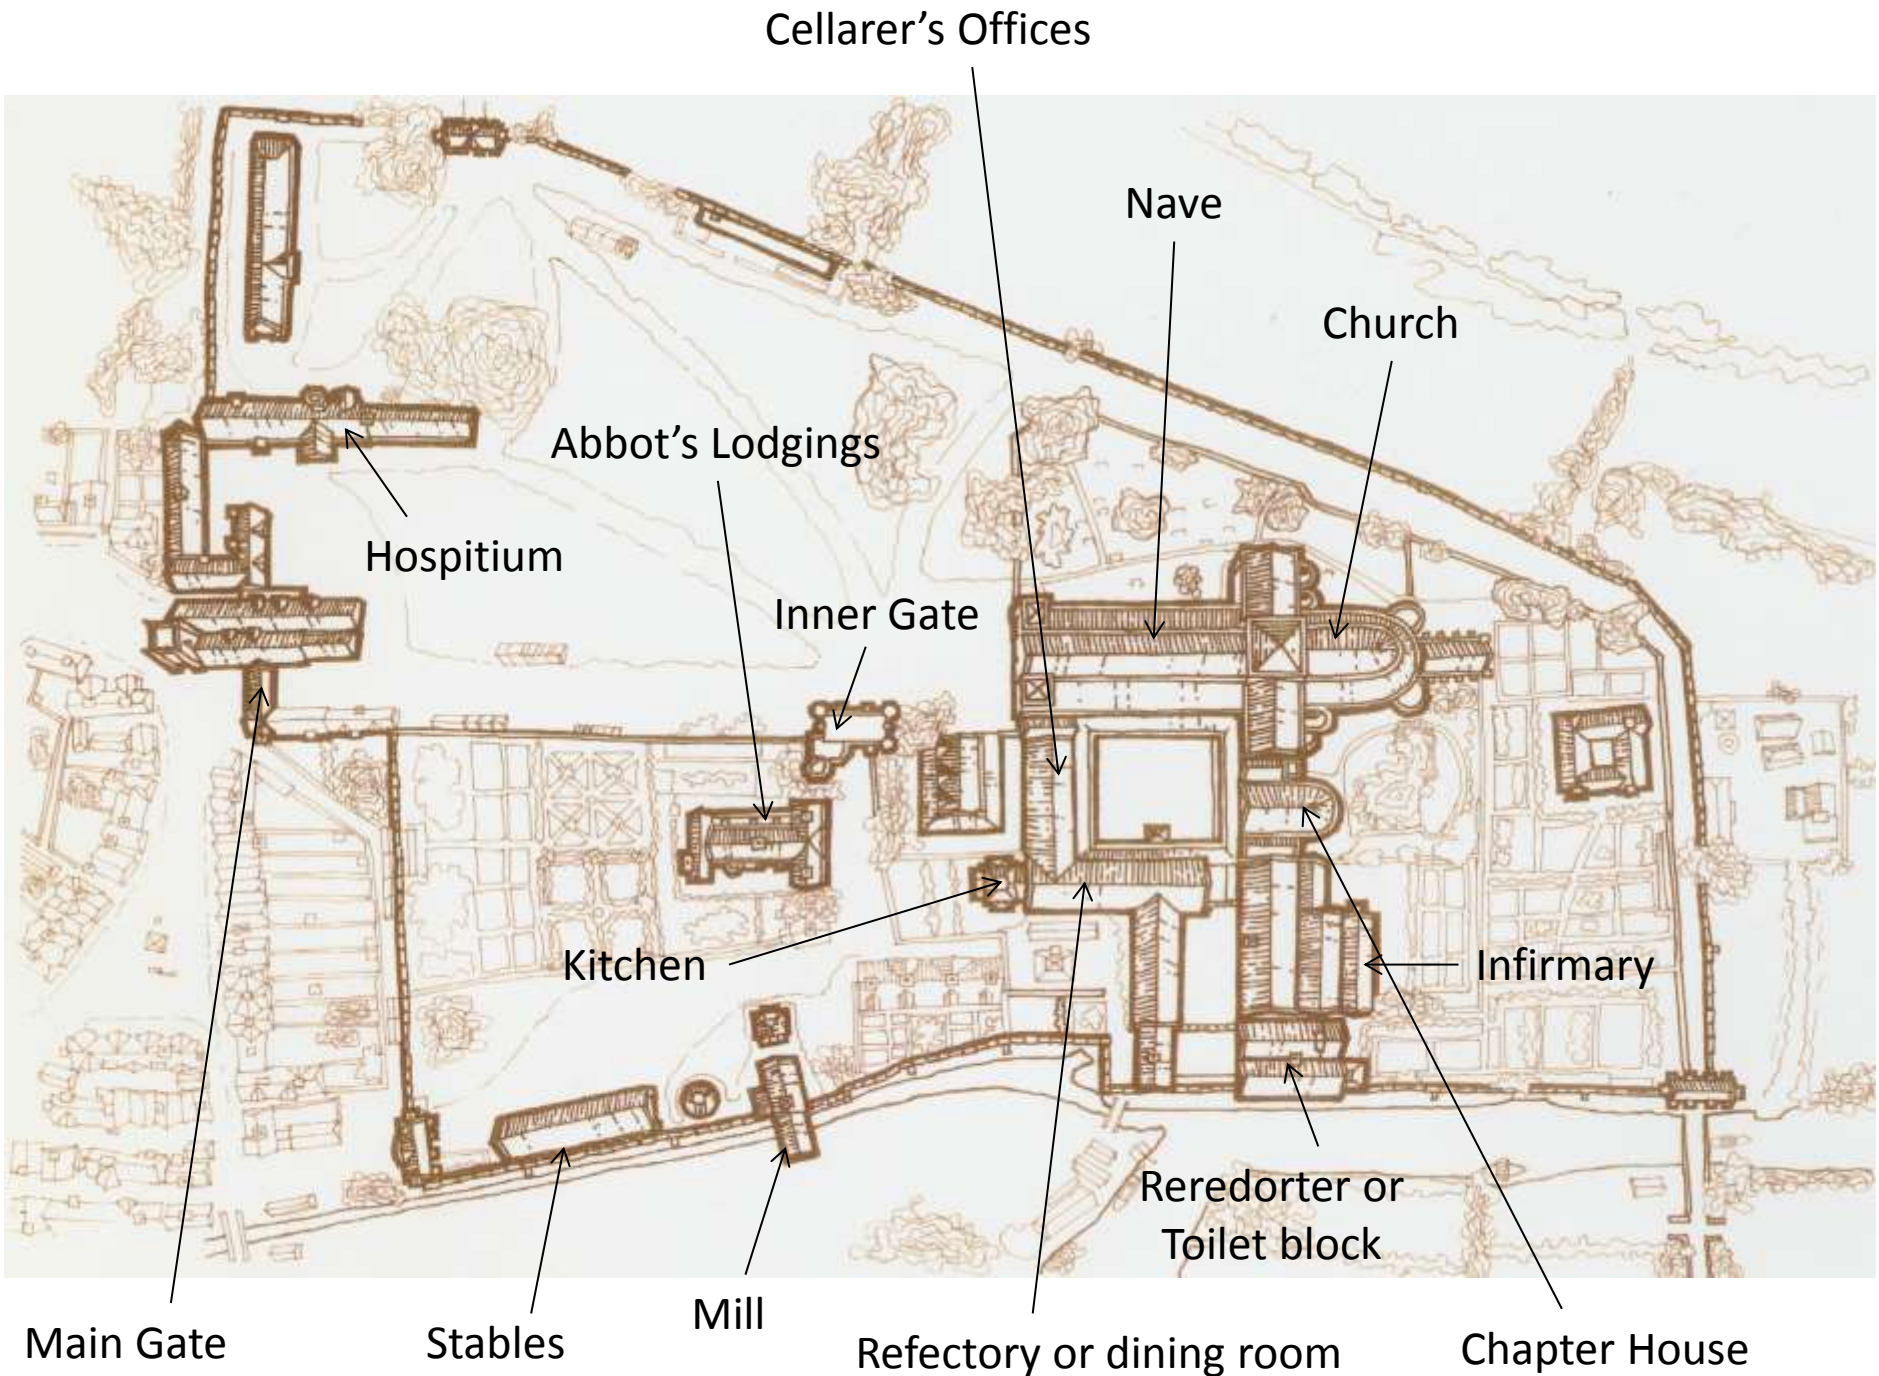 Cellarer’s Offices
Nave
Church
Abbot’s Lodgings
Hospitium
Inner Gate
Kitchen
Infirmary
Reredorter or
Toilet block
Main Gate
Stables
Mill
Refectory or dining room
Chapter House